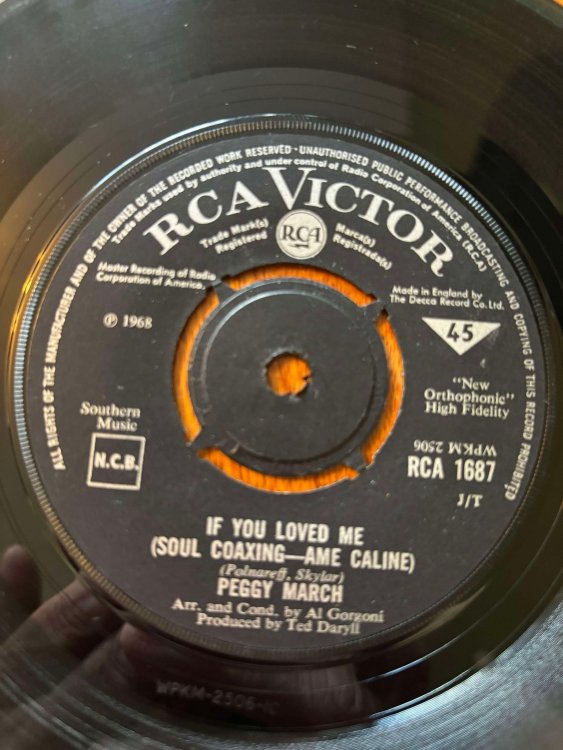 ALL RIGHTS OF THE MANUFACTURER AND OF THE OWNER OF THE RECORDED WORK RESERVED · UNAUTHORISED PUBLIC PERFORMANCE BROADCASTING AND COPYING OF THIS RECORD PROHIBITED
Trade Marks used by authority and under control of Radio Corporation of America (R.C.A)
RCA VICTOR
Trade Mark(s)
Registered
RCA
Marca(s)
Registrada(s)
Master Recording of Radio
Corporation of America.
Made in England by
The Decca Record Co. Ltd.
℗ 1968
45
"New
Orthophonic"
High Fidelity
Southern
Music
N.C.B.
WPKM 2506
RCA 1687
J/T
IF YOU LOVED ME
(SOUL COAXING—AME CALINE)
(Polnareff, Skylar)
PEGGY MARCH
Arr. and Cond. by Al Gorgoni
Produced by Ted Daryll
WPKM-2506-1C